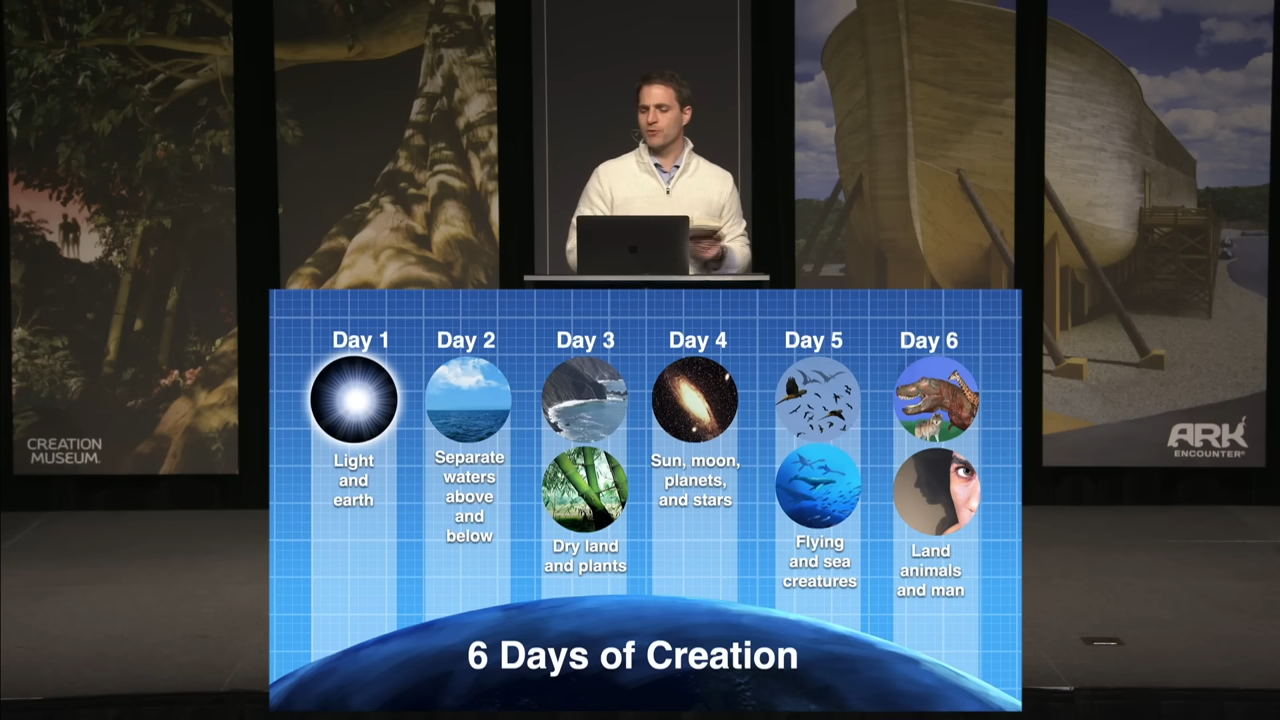 CREATION
MUSEUM
ARK
ENCOUNTER
Day 1
Day 2
Day 3
Day 4
Day 5
Day 6
Light
and
earth
Separate
waters
above
and
below
Dry land
and plants
Sun, moon,
planets,
and stars
Flying
and sea
creatures
Land
animals
and man
6 Days of Creation